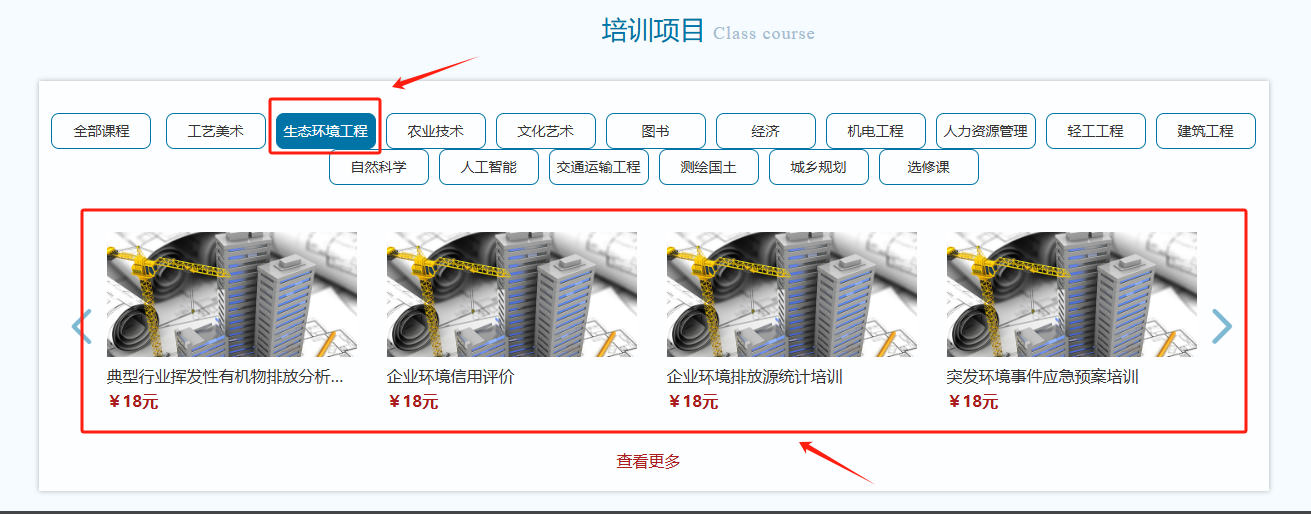 培训项目 Class course
全部课程 工艺美术 生态环境工程 农业技术 文化艺术 图书 经济 机电工程 人力资源管理 轻工工程 建筑工程
自然科学 人工智能 交通运输工程 测绘国土 城乡规划 选修课
典型行业挥发性有机物排放分析... 企业环境信用评价 企业环境排放源统计培训 突发环境事件应急预案培训
￥18元 ￥18元 ￥18元 ￥18元
查看更多